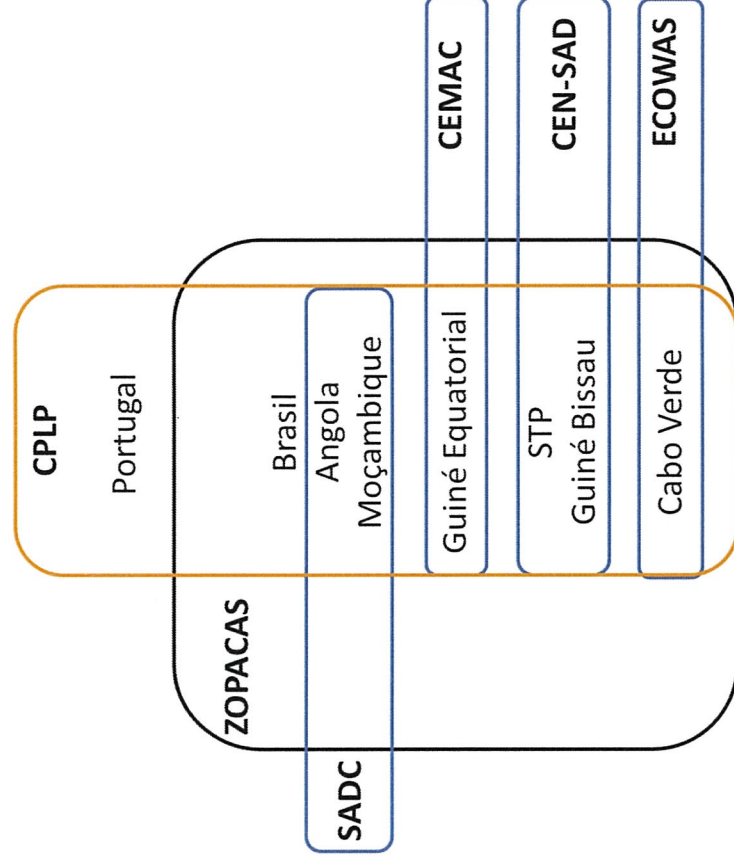 CPLP
Portugal
ZOPACAS
Brasil
SADC
Angola
Moçambique
Guiné Equatorial
CEMAC
STP
Guiné Bissau
CEN-SAD
Cabo Verde
ECOWAS